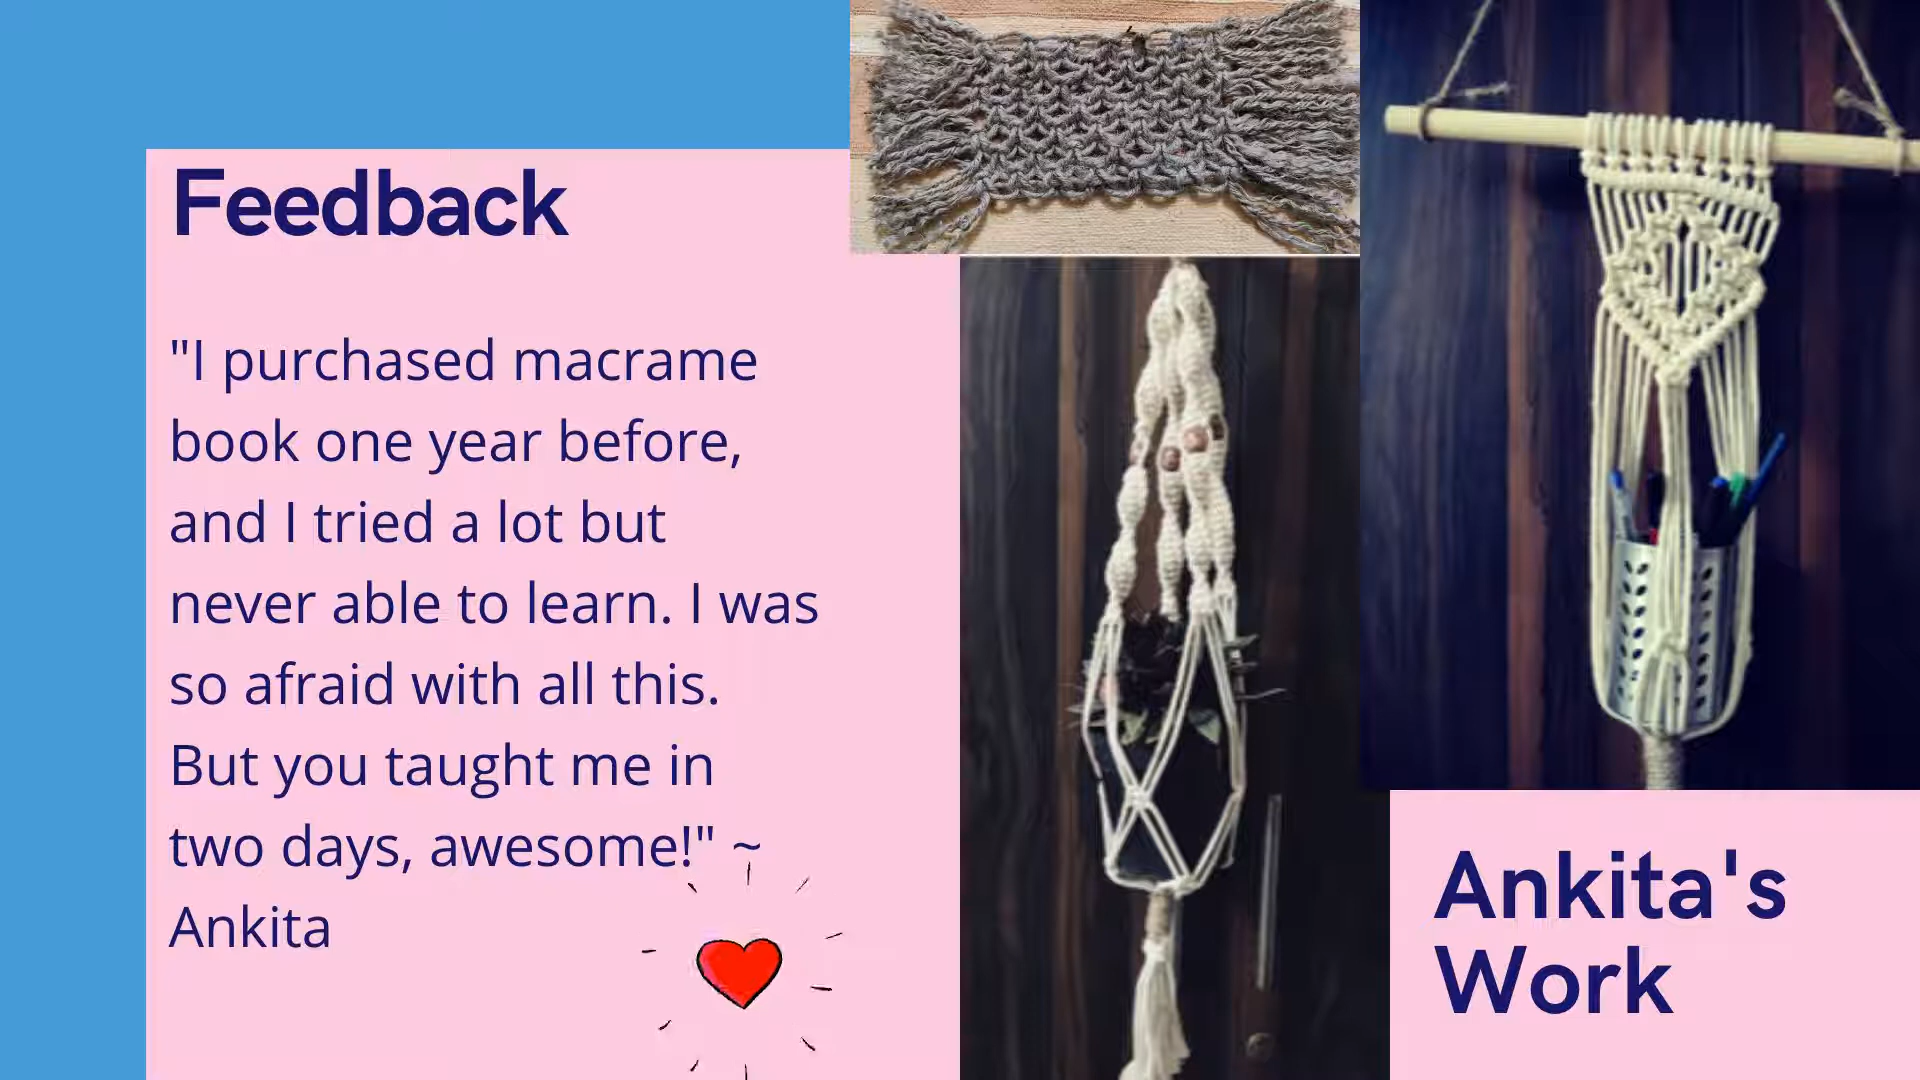 Feedback
"I purchased macrame
book one year before,
and I tried a lot but
never able to learn. I was
so afraid with all this.
But you taught me in
two days, awesome!" ~
Ankita
Ankita's
Work